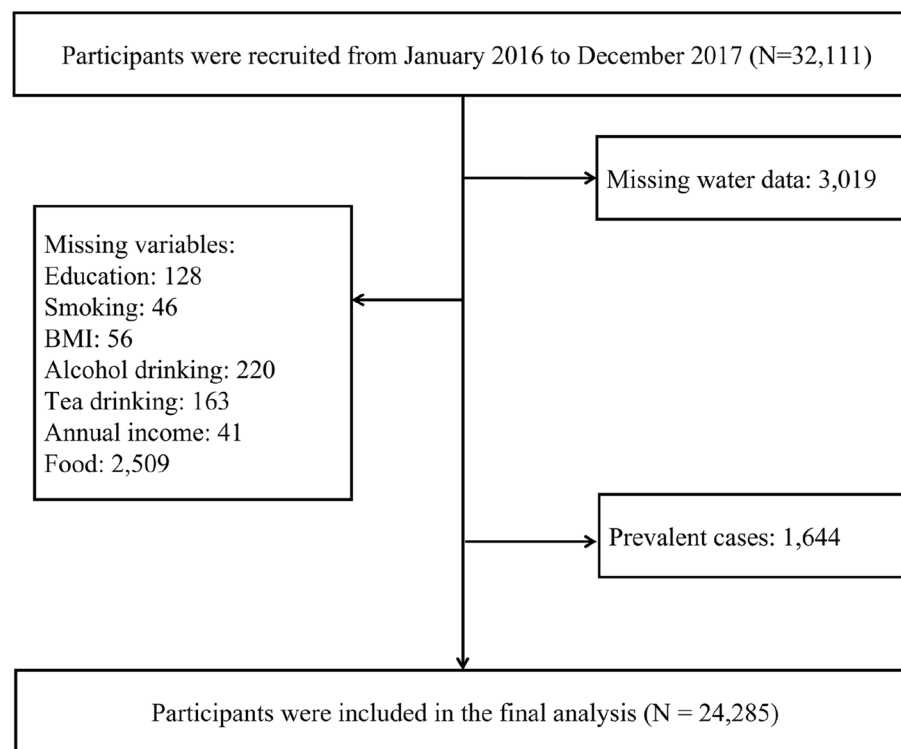 Participants were recruited from January 2016 to December 2017 (N=32,111)
Missing water data: 3,019
Missing variables:
Education: 128
Smoking: 46
BMI: 56
Alcohol drinking: 220
Tea drinking: 163
Annual income: 41
Food: 2,509
Prevalent cases: 1,644
Participants were included in the final analysis (N = 24,285)